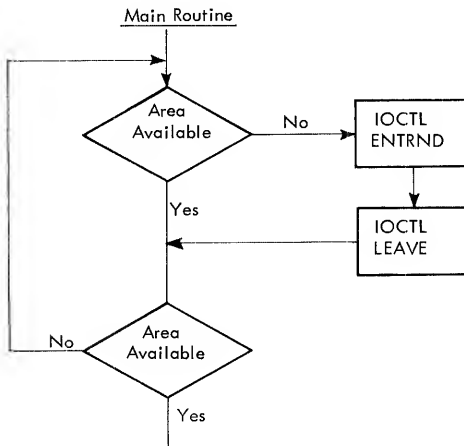 Main Routine
Area
Available
No
IOCTL
ENTRND
Yes
IOCTL
LEAVE
Area
Available
No
Yes